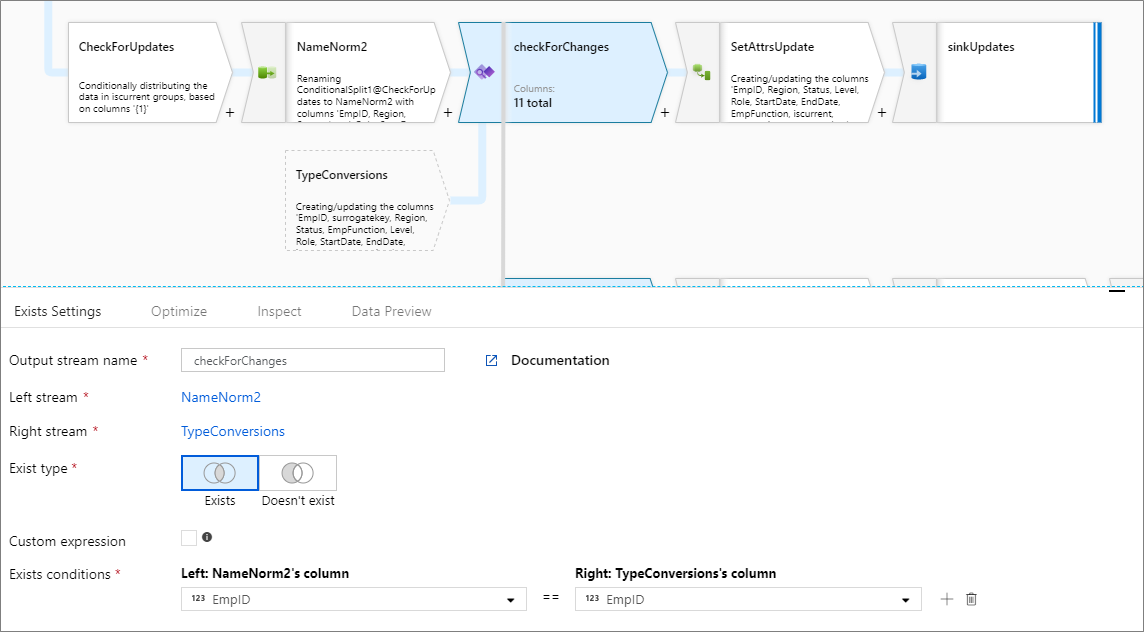 CheckForUpdates
Conditionally distributing the
data in iscurrent groups, based
on columns '{1}'
+
NameNorm2
Renaming
ConditionalSplit1@CheckForUp
dates to NameNorm2 with
columns 'EmpID, Region,
+
checkForChanges
Columns:
11 total
+
SetAttrsUpdate
Creating/updating the columns
'EmpID, Region, Status, Level,
Role, StartDate, EndDate,
EmpFunction, iscurrent,
+
sinkUpdates
TypeConversions
Creating/updating the columns
'EmpID, surrogatekey, Region,
Status, EmpFunction, Level,
Role, StartDate, EndDate,
Exists Settings
Optimize
Inspect
Data Preview
Output stream name *
checkForChanges
Documentation
Left stream *
NameNorm2
Right stream *
TypeConversions
Exist type *
Exists
Doesn't exist
Custom expression
Exists conditions *
Left: NameNorm2's column
Right: TypeConversions's column
123 EmpID
==
123 EmpID